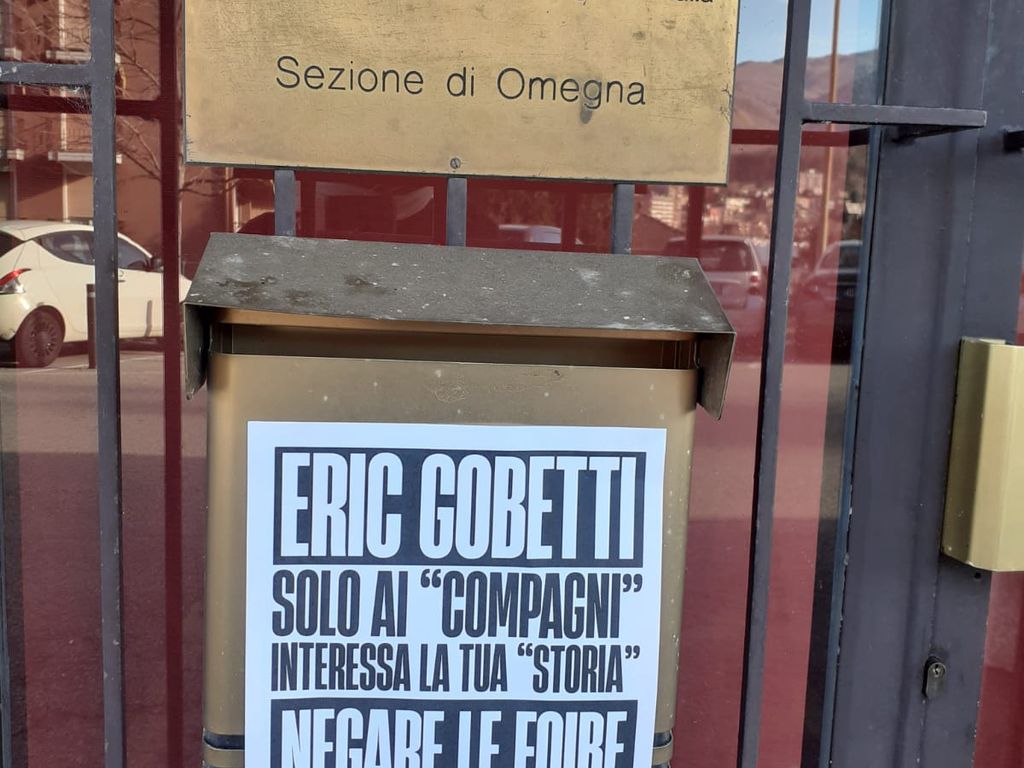 Sezione di Omegna
ERIC GOBETTI
SOLO AI “COMPAGNI”
INTERESSA LA TUA “STORIA”
NEGARE LE FOIBE